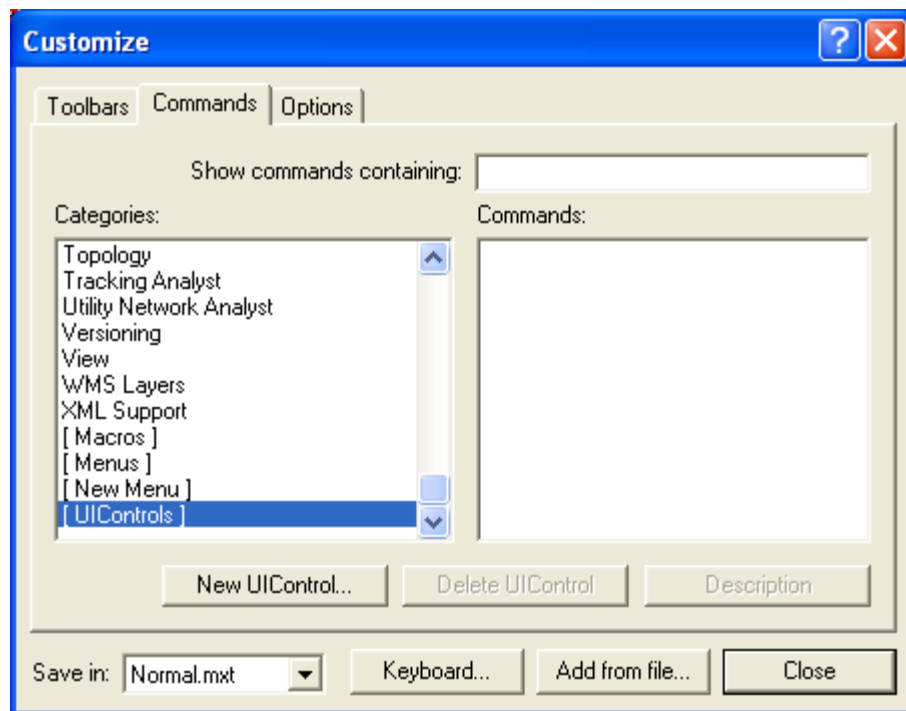 Customize
Toolbars Commands Options
Show commands containing:
Categories: Commands:
Topology
Tracking Analyst
Utility Network Analyst
Versioning
View
WMS Layers
XML Support
[ Macros ]
[ Menus ]
[ New Menu ]
[ UIControls ]
New UIControl... Delete UIControl Description
Save in: Normal.mxt Keyboard... Add from file... Close